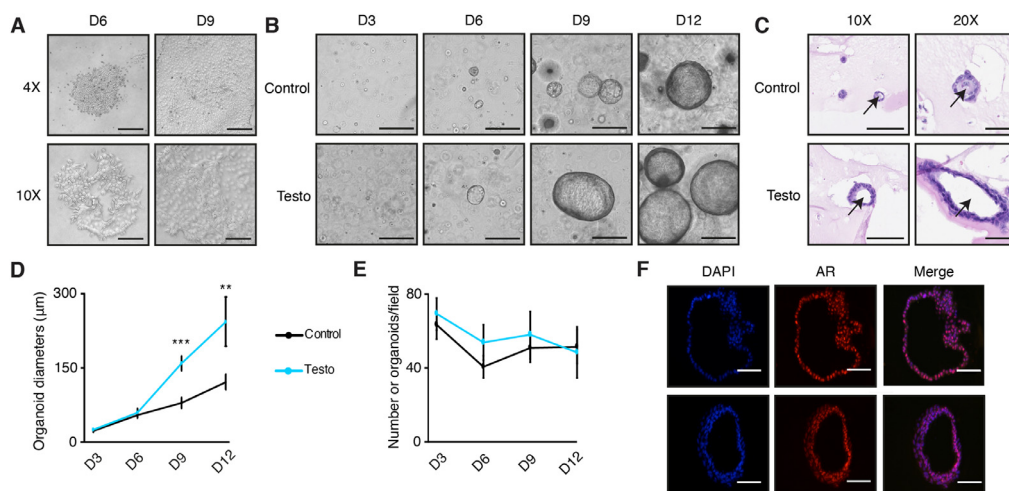 A D6 D9
4X
10X
B D3 D6 D9 D12
Control
Testo
C 10X 20X
Control
Testo
D
Organoid diameters (µm)
300
150
0
***
**
Control
Testo
D3 D6 D9 D12
E
Number or organoids/field
80
40
0
D3 D6 D9 D12
F DAPI AR Merge